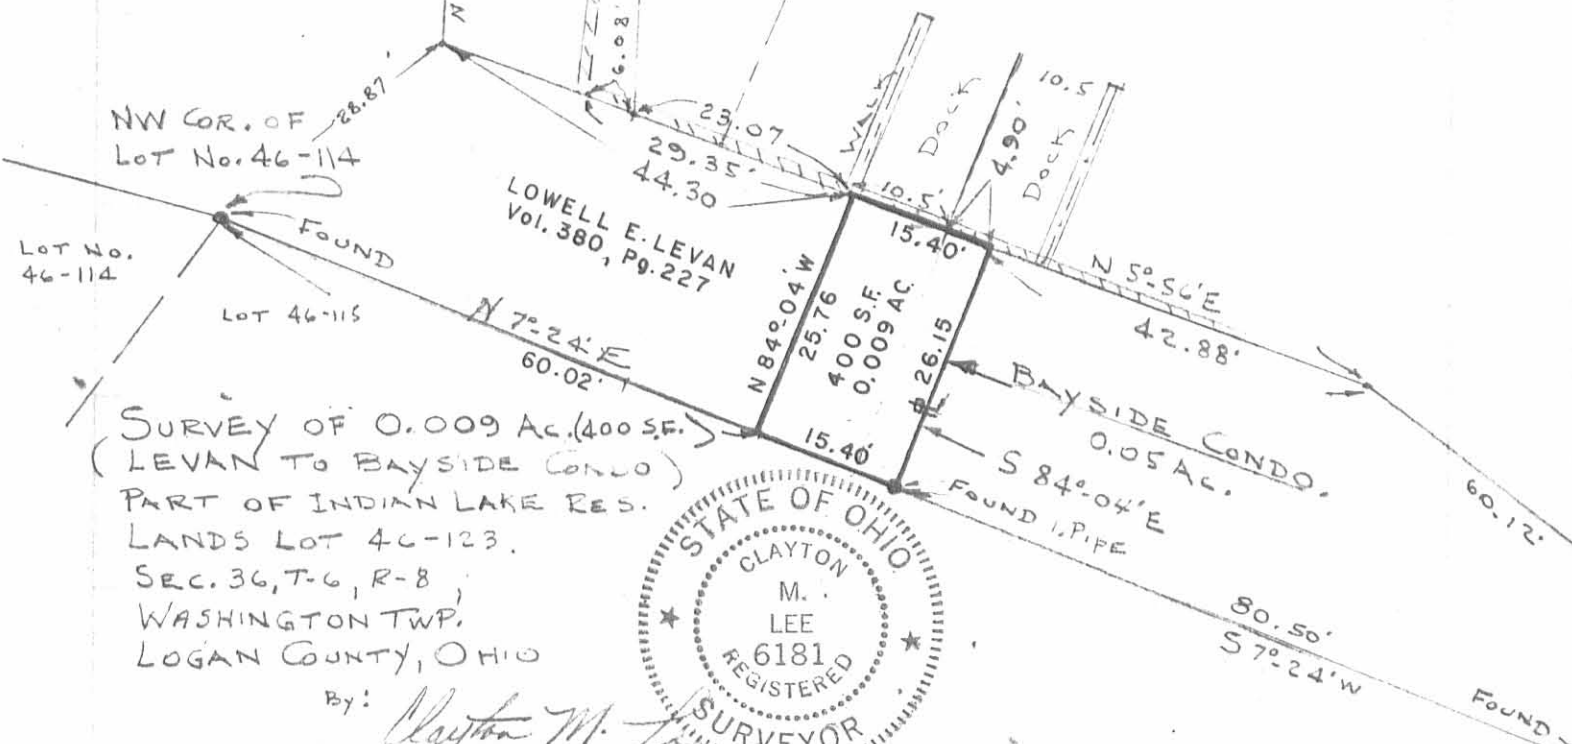 N
6.08'
28.87'
NW COR. OF
LOT No. 46-114
LOT No.
46-114
FOUND
LOT 46-115
23.07
29.35'
44.30
WALK
DOCK
10.5
DOCK
4.90'
10.5'
15.40'
LOWELL E. LEVAN
Vol. 380, Pg. 227
N 7°-24' E
60.02'
N 84°-04' W
25.76
400 S.F.
0.009 AC.
26.15
15.40'
N 5°-56' E
42.88'
BAYSIDE CONDO.
0.05 AC.
S 84°-04' E
FOUND I. PIPE
60.12'
80.50'
S 7°-24' W
FOUND
SURVEY OF 0.009 Ac. (400 S.F.)
(LEVAN TO BAYSIDE CONDO)
PART OF INDIAN LAKE RES.
LANDS LOT 46-123.
SEC. 36, T-6, R-8,
WASHINGTON TWP.
LOGAN COUNTY, OHIO
By:
Clayton M. Lee
STATE OF OHIO
CLAYTON
M.
LEE
6181
REGISTERED
SURVEYOR